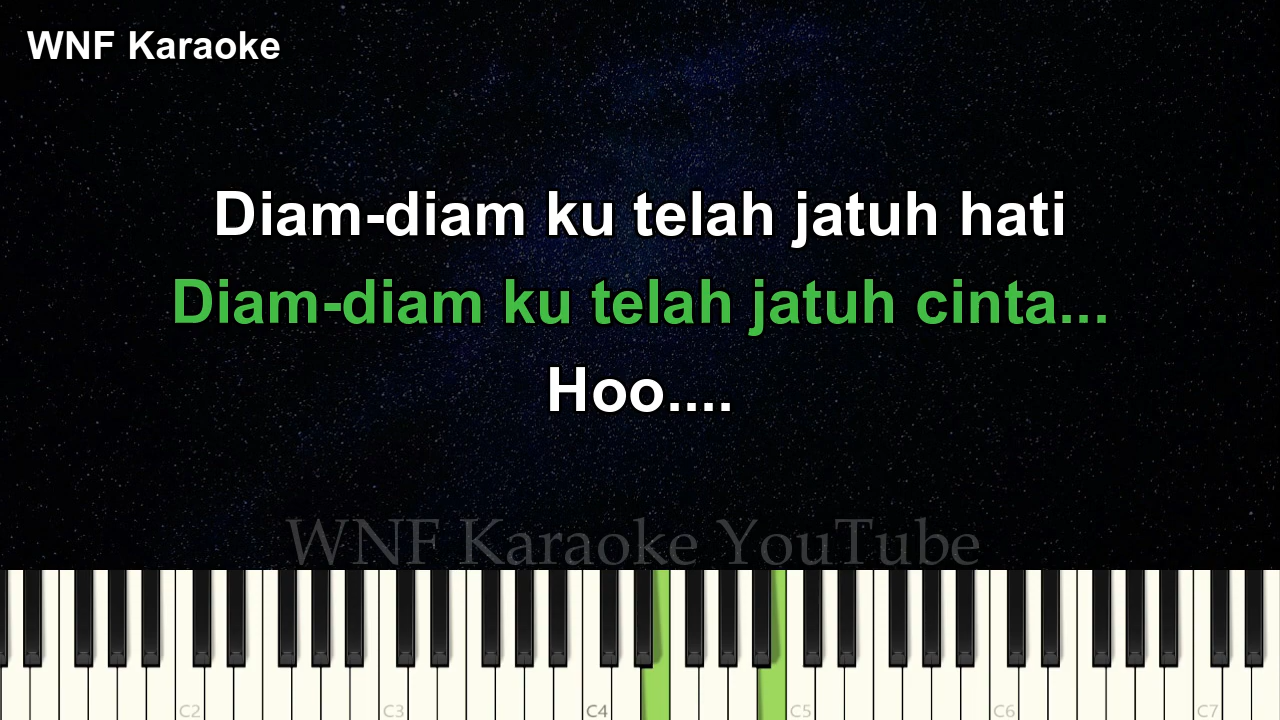 WNF Karaoke
Diam-diam ku telah jatuh hati
Diam-diam ku telah jatuh cinta...
Hoo....
WNF Karaoke YouTube
C2 C3 C4 C5 C6 C7